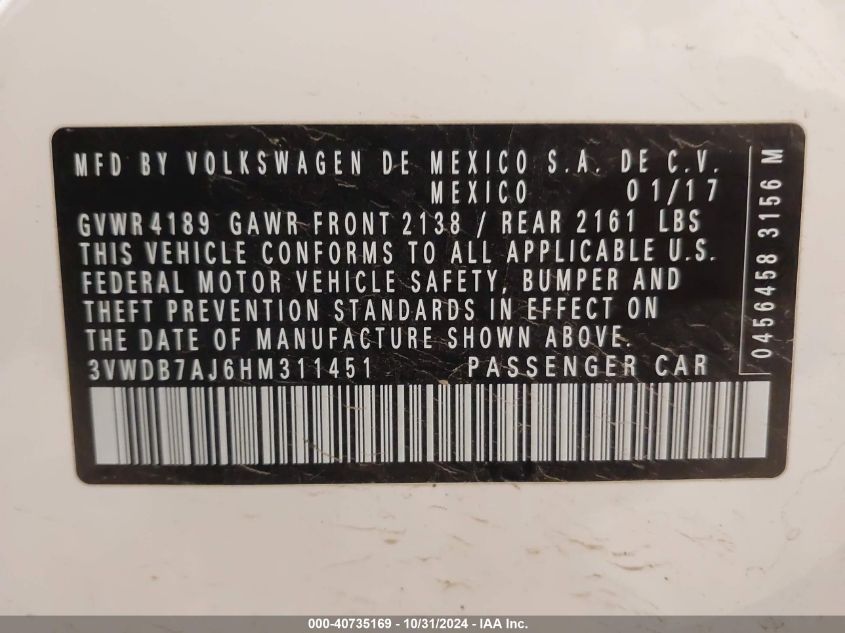 MFD BY VOLKSWAGEN DE MEXICO S.A. DE C.V.
MEXICO 01/17
GVWR 4189 GAWR FRONT 2138 / REAR 2161 LBS
THIS VEHICLE CONFORMS TO ALL APPLICABLE U.S.
FEDERAL MOTOR VEHICLE SAFETY, BUMPER AND
THEFT PREVENTION STANDARDS IN EFFECT ON
THE DATE OF MANUFACTURE SHOWN ABOVE.
3VWDB7AJ6HM311451 PASSENGER CAR
0456458 3156 M
000-40735169 - 10/31/2024 - IAA Inc.